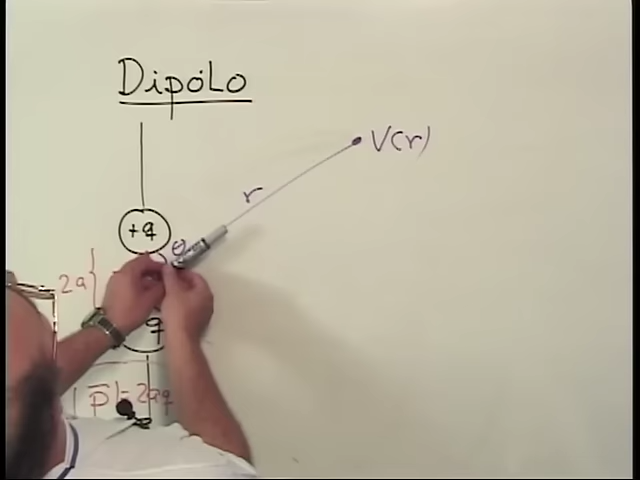 Dipolo
V(r)
r
+q
θ
2a{
q
|p̄|=2aq